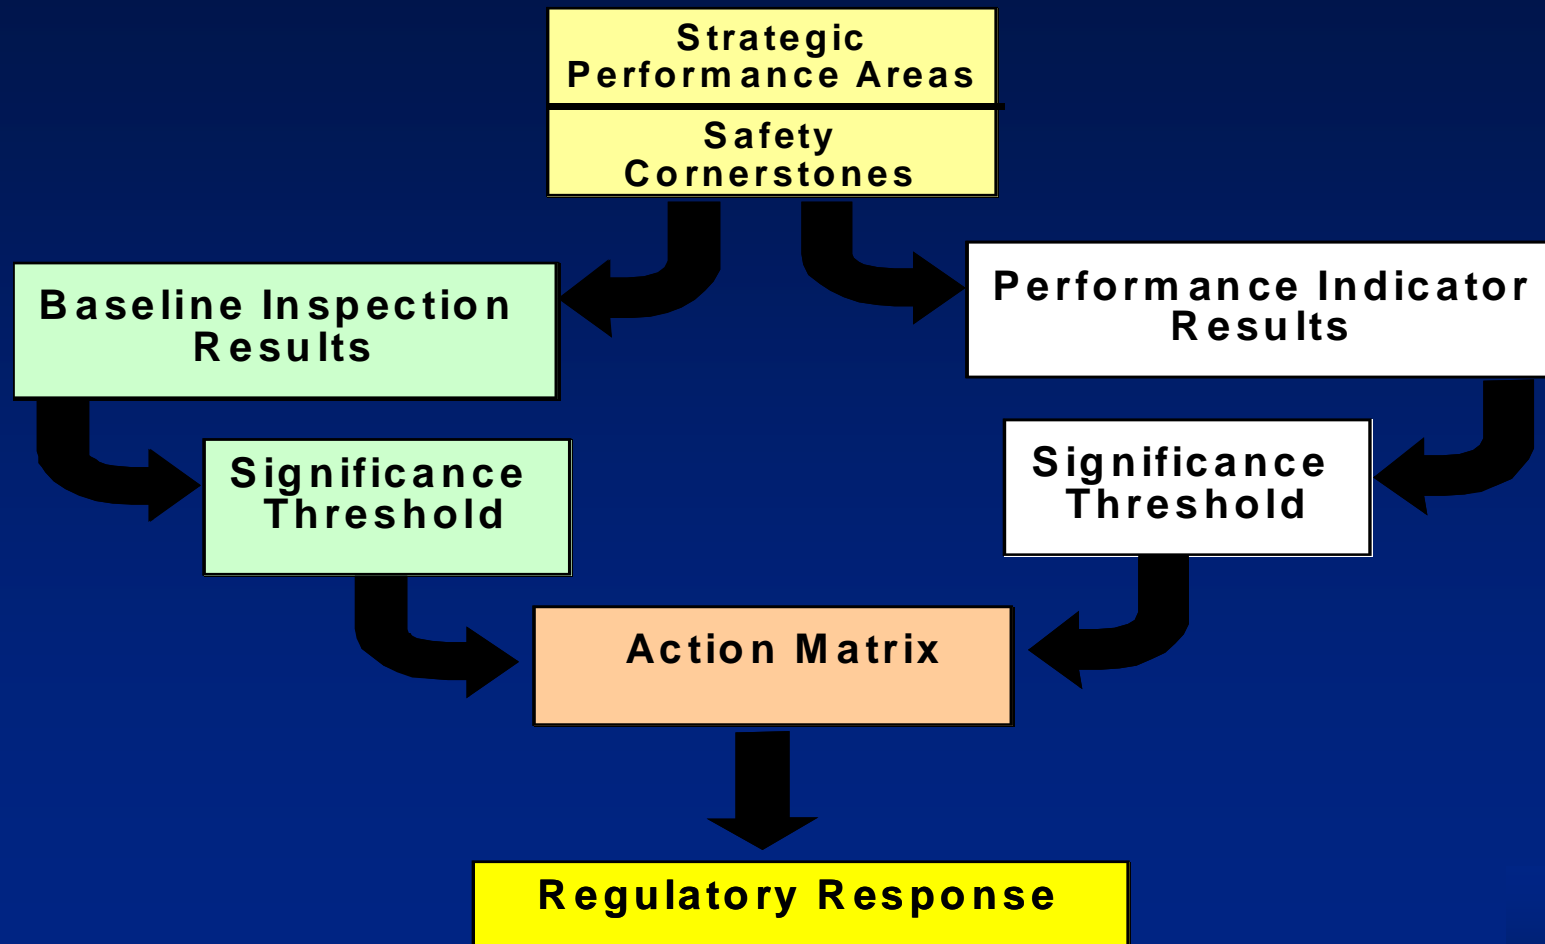 Strategic
Performance Areas
Safety
Cornerstones
Baseline Inspection
Results
Performance Indicator
Results
Significance
Threshold
Significance
Threshold
Action Matrix
Regulatory Response